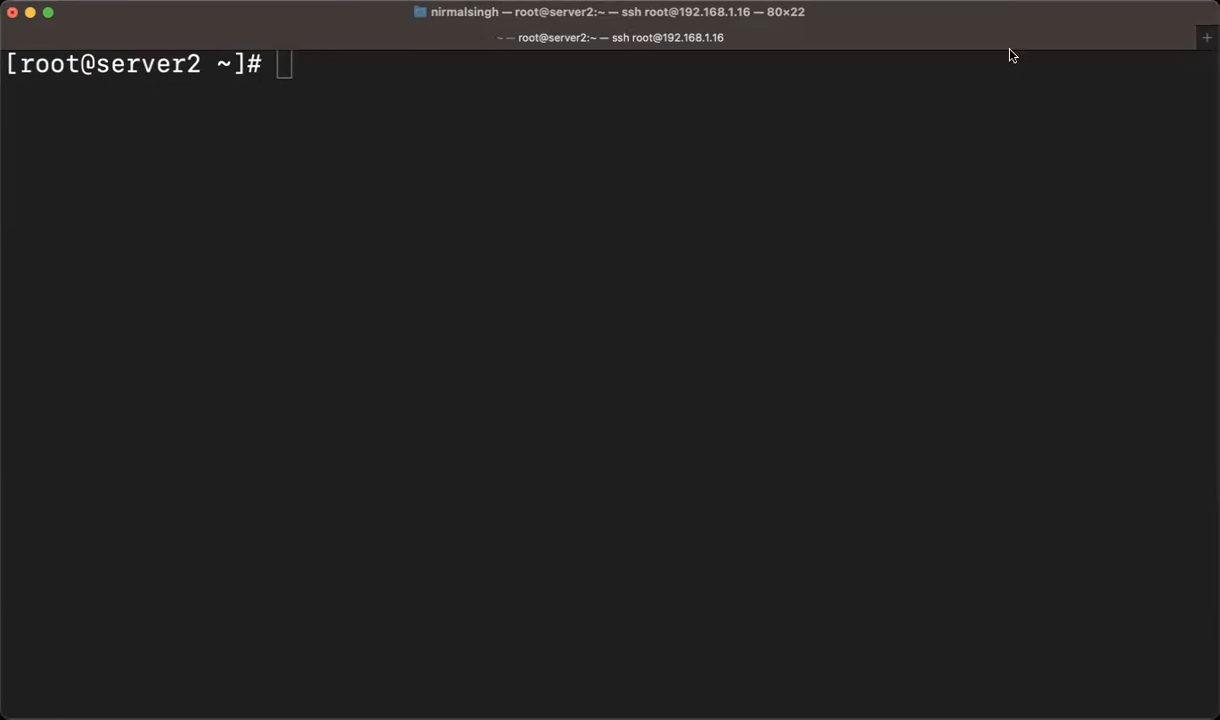 nirmalsingh — root@server2:~ — ssh root@192.168.1.16 — 80×22
~ — root@server2:~ — ssh root@192.168.1.16
+
[root@server2 ~]#